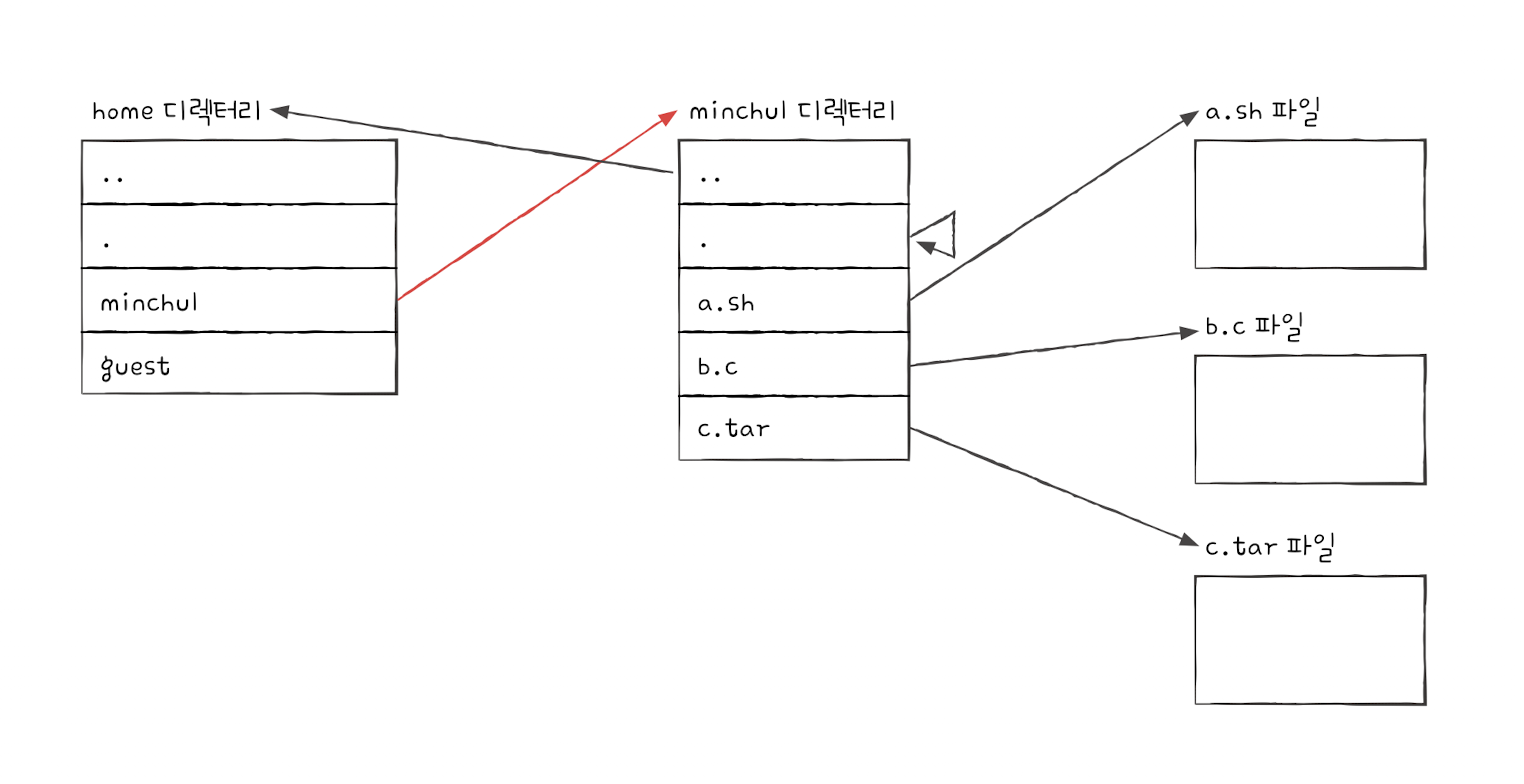 home 디렉터리
..
.
minchul
guest
minchul 디렉터리
..
.
a.sh
b.c
c.tar
a.sh 파일
b.c 파일
c.tar 파일